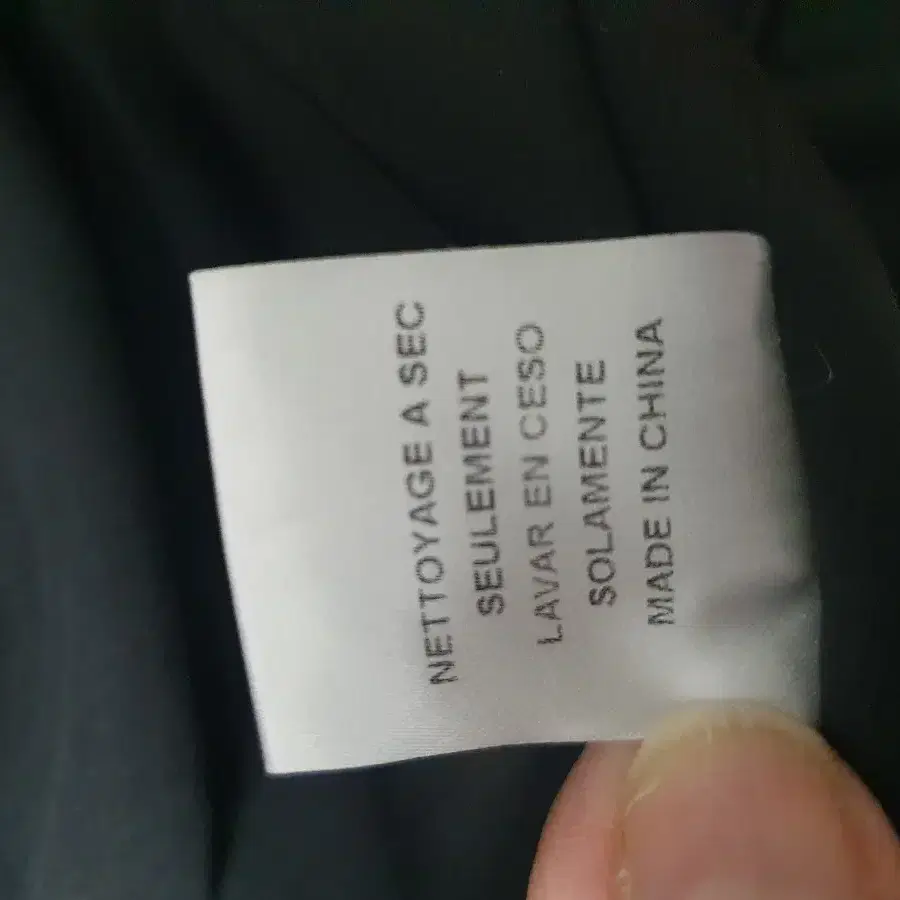 NETTOYAGE A SEC
SEULEMENT
LAVAR EN CESO
SOLAMENTE
MADE IN CHINA